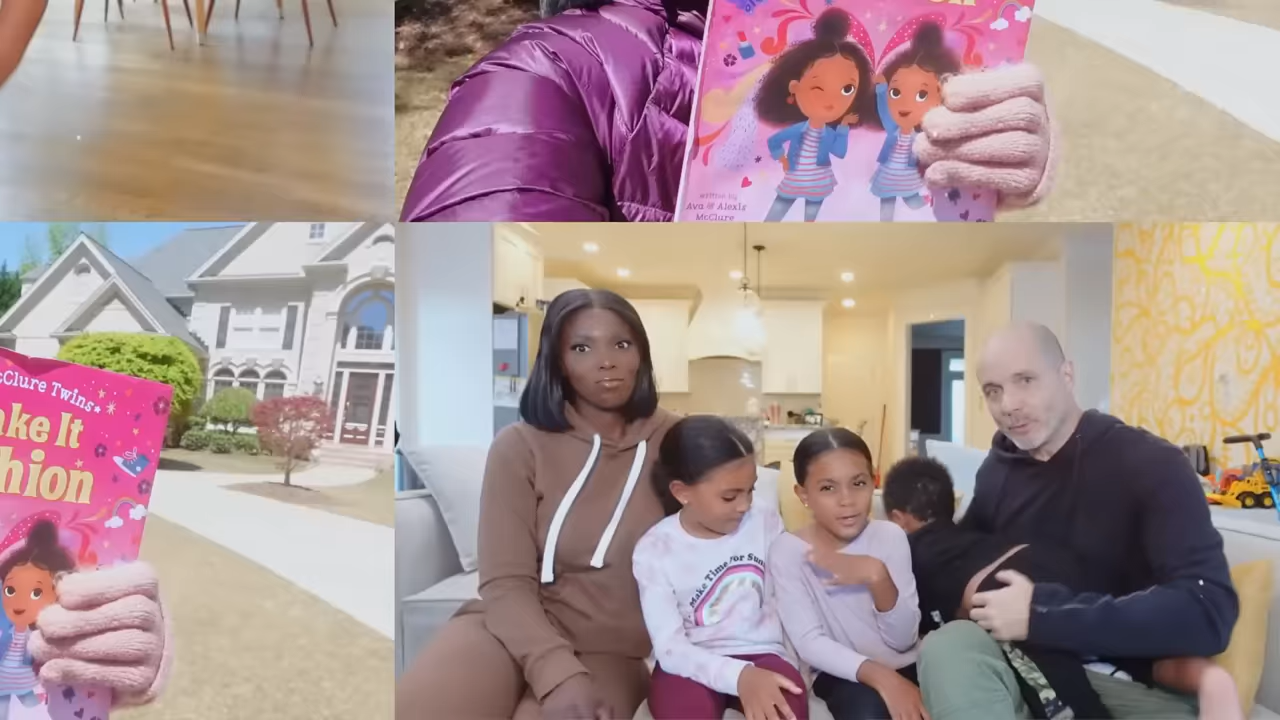 written by
Ava & Alexis
McClure
cClure Twins
ake It
hion
Make Time For Sun